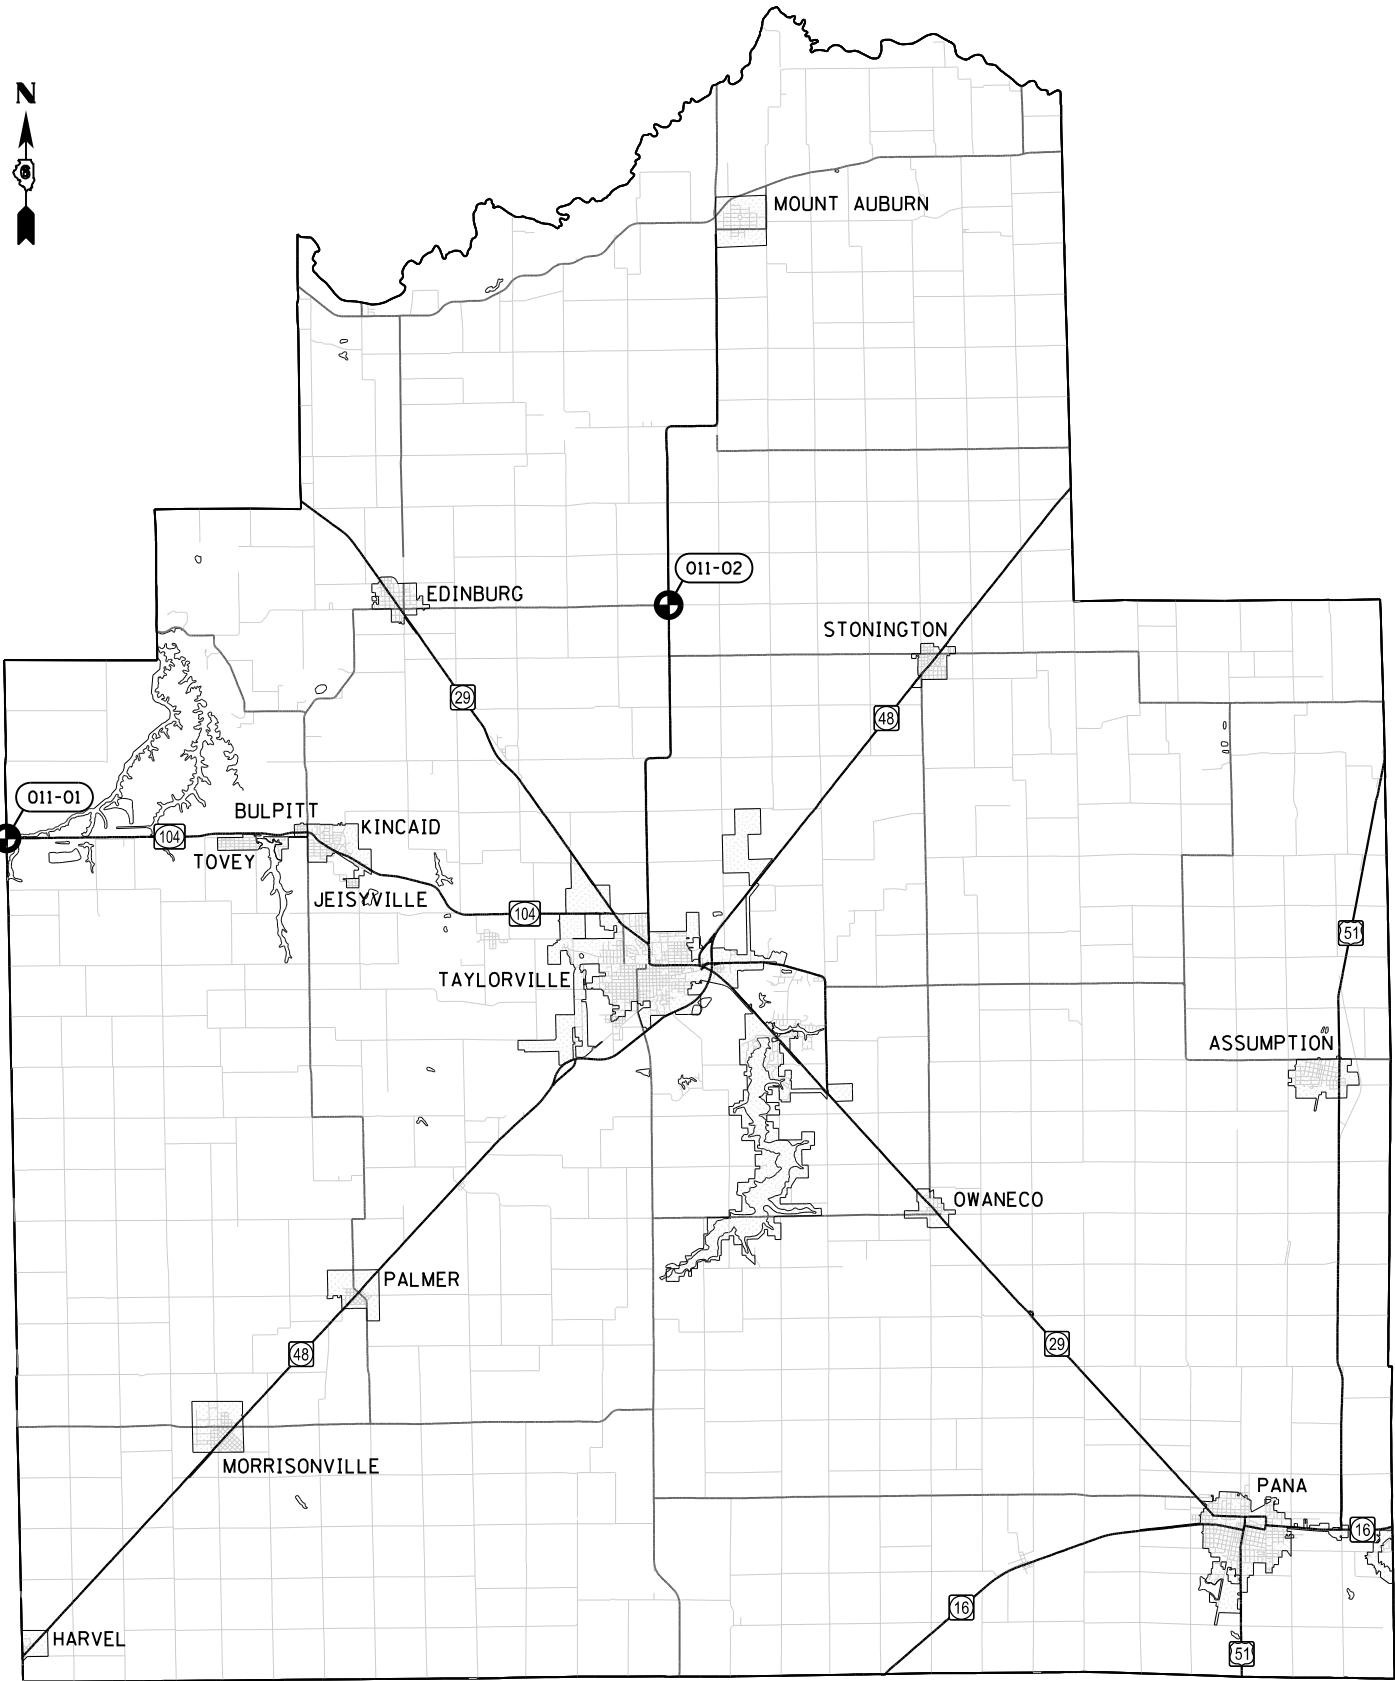 N
6
MOUNT AUBURN
011-02
EDINBURG
STONINGTON
29
48
011-01
BULPITT
KINCAID
104
TOVEY
JEISYVILLE
104
51
TAYLORVILLE
ASSUMPTION
OWANECO
PALMER
29
48
MORRISONVILLE
PANA
16
16
HARVEL
51